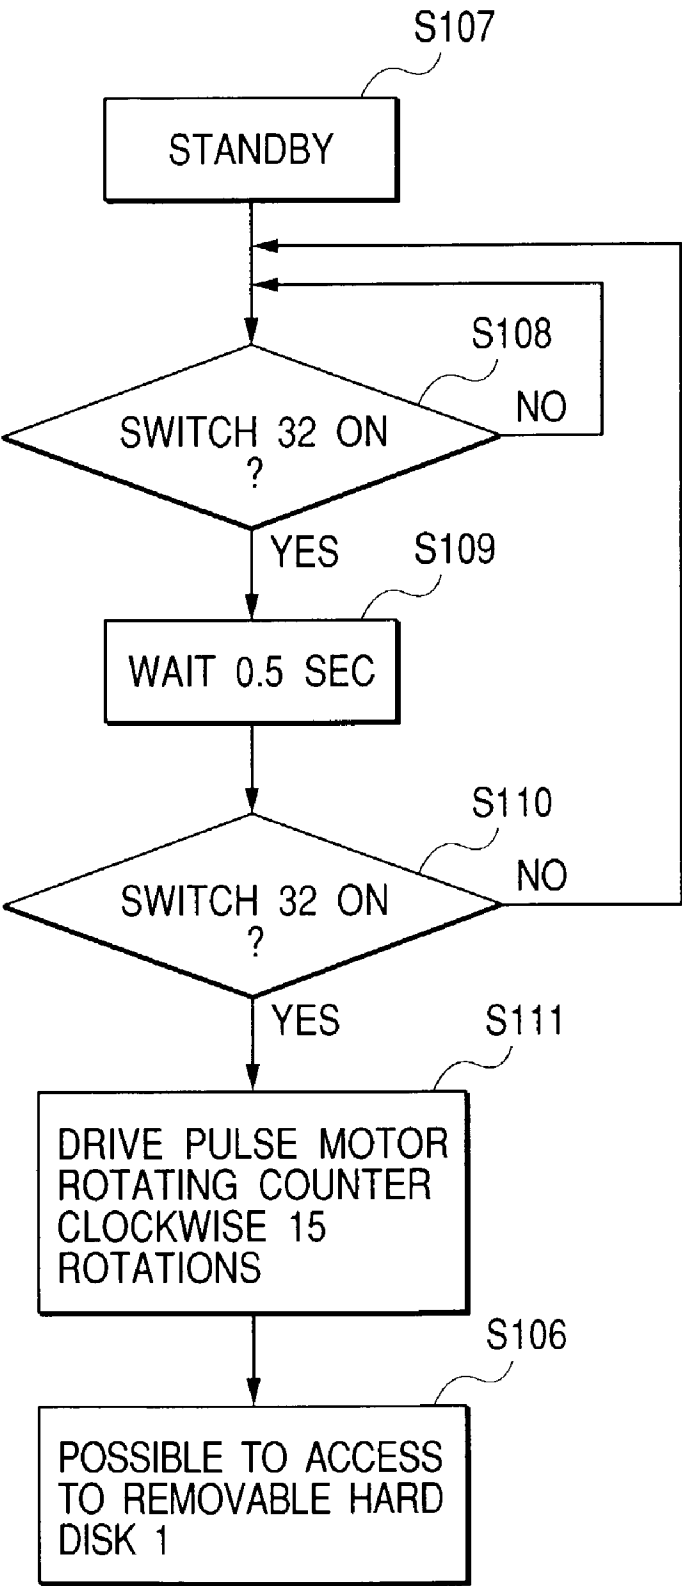 S107
STANDBY
S108
NO
SWITCH 32 ON
?
YES
S109
WAIT 0.5 SEC
S110
NO
SWITCH 32 ON
?
YES
S111
DRIVE PULSE MOTOR
ROTATING COUNTER
CLOCKWISE 15
ROTATIONS
S106
POSSIBLE TO ACCESS
TO REMOVABLE HARD
DISK 1